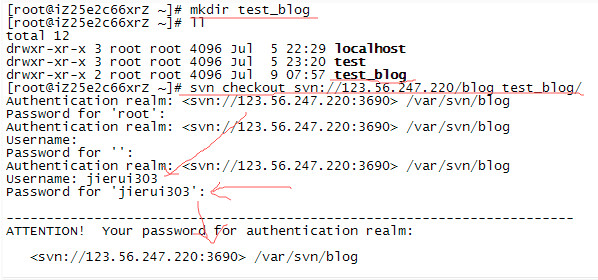 [root@iZ25e2c66xrZ ~]# mkdir test_blog
[root@iZ25e2c66xrZ ~]# ll
total 12
drwxr-xr-x 3 root root 4096 Jul  5 22:29 localhost
drwxr-xr-x 3 root root 4096 Jul  5 23:20 test
drwxr-xr-x 2 root root 4096 Jul  9 07:57 test_blog
[root@iZ25e2c66xrZ ~]# svn checkout svn://123.56.247.220/blog test_blog/
Authentication realm: <svn://123.56.247.220:3690> /var/svn/blog
Password for 'root':
Authentication realm: <svn://123.56.247.220:3690> /var/svn/blog
Username:
Password for '':
Authentication realm: <svn://123.56.247.220:3690> /var/svn/blog
Username: jierui303
Password for 'jierui303':
-----------------------------------------------------------------------
ATTENTION!  Your password for authentication realm:
   <svn://123.56.247.220:3690> /var/svn/blog